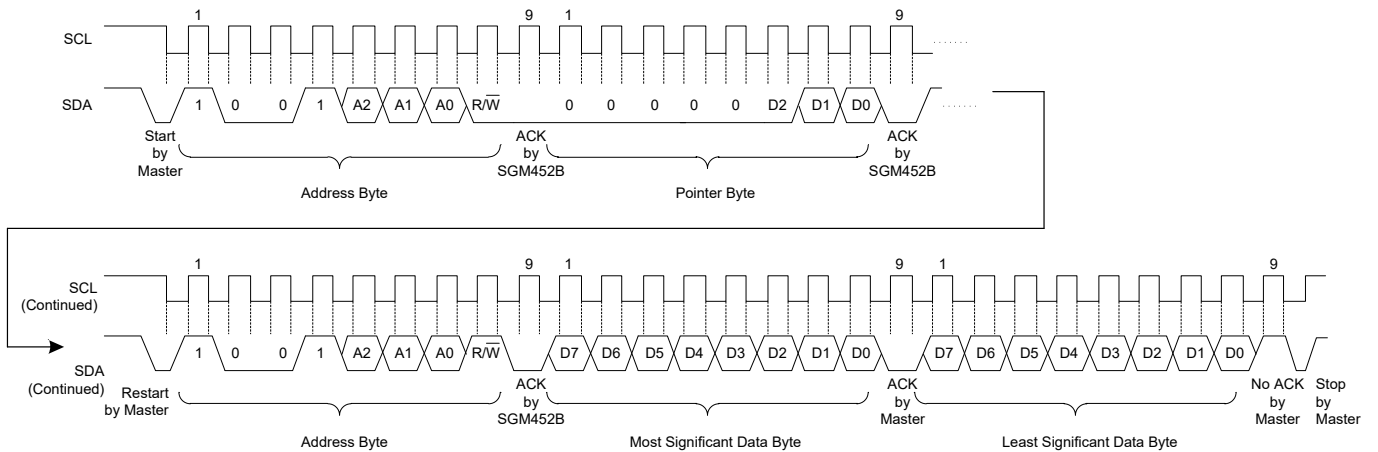 1 9 1 9
SCL
SDA
1 0 0 1 A2 A1 A0 R/W 0 0 0 0 0 D2 D1 D0
Start by Master
ACK by SGM452B
ACK by SGM452B
Address Byte
Pointer Byte
1 9 1 9 1 9
SCL (Continued)
SDA (Continued)
1 0 0 1 A2 A1 A0 R/W D7 D6 D5 D4 D3 D2 D1 D0 D7 D6 D5 D4 D3 D2 D1 D0
Restart by Master
ACK by SGM452B
ACK by Master
No ACK by Master
Stop by Master
Address Byte
Most Significant Data Byte
Least Significant Data Byte